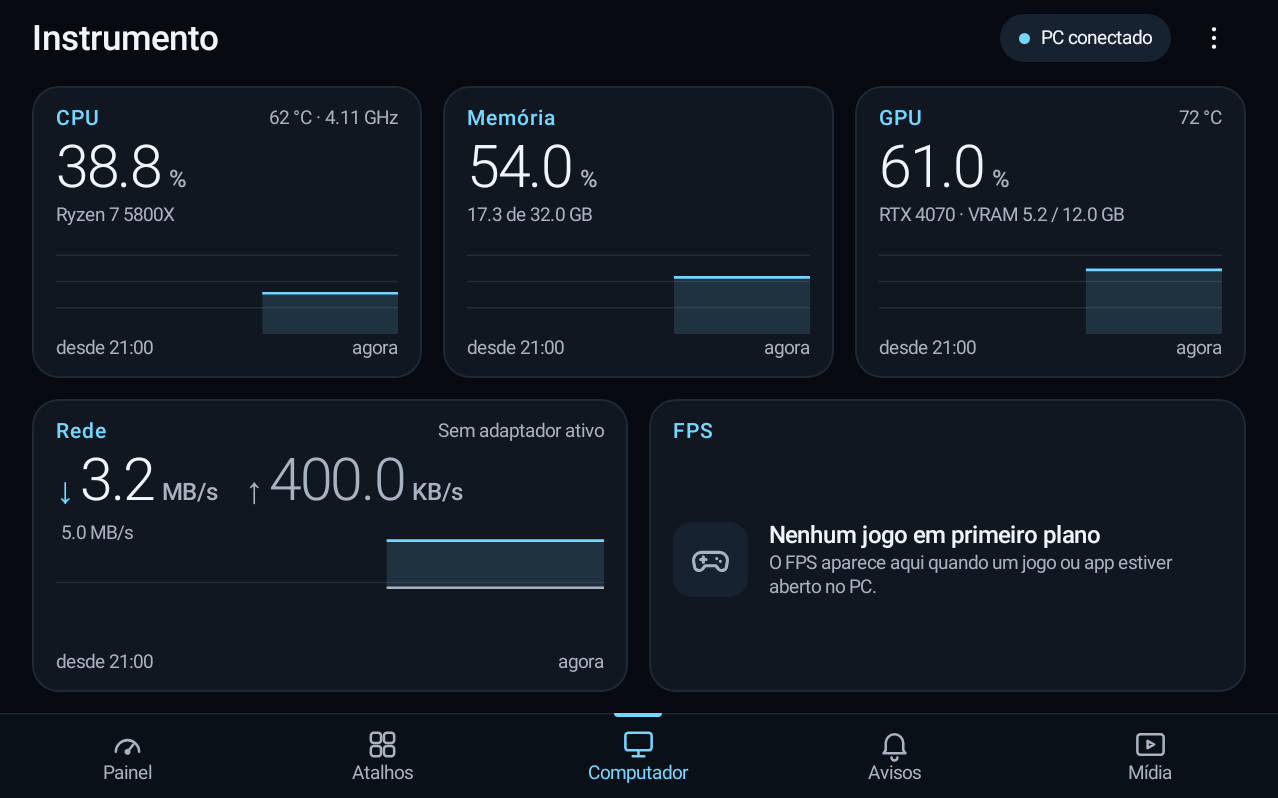 Instrumento
PC conectado
CPU
62 °C · 4.11 GHz
38.8 %
Ryzen 7 5800X
desde 21:00
agora
Memória
54.0 %
17.3 de 32.0 GB
desde 21:00
agora
GPU
72 °C
61.0 %
RTX 4070 · VRAM 5.2 / 12.0 GB
desde 21:00
agora
Rede
Sem adaptador ativo
↓ 3.2 MB/s ↑ 400.0 KB/s
5.0 MB/s
desde 21:00
agora
FPS
Nenhum jogo em primeiro plano
O FPS aparece aqui quando um jogo ou app estiver
aberto no PC.
Painel
Atalhos
Computador
Avisos
Mídia